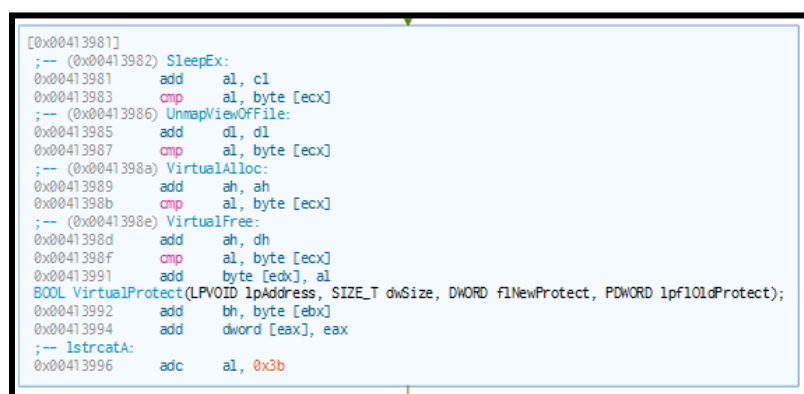 [0x00413981]
;-- (0x00413982) SleepEx:
0x00413981 add al, cl
0x00413983 cmp al, byte [ecx]
;-- (0x00413986) UnmapViewOfFile:
0x00413985 add dl, dl
0x00413987 cmp al, byte [ecx]
;-- (0x0041398a) VirtualAlloc:
0x00413989 add ah, ah
0x0041398b cmp al, byte [ecx]
;-- (0x0041398e) VirtualFree:
0x0041398d add ah, dh
0x0041398f cmp al, byte [ecx]
0x00413991 add byte [edx], al
BOOL VirtualProtect(LPVOID lpAddress, SIZE_T dwSize, DWORD flNewProtect, PDWORD lpflOldProtect);
0x00413992 add bh, byte [ebx]
0x00413994 add dword [eax], eax
;-- lstrcatA:
0x00413996 adc al, 0x3b